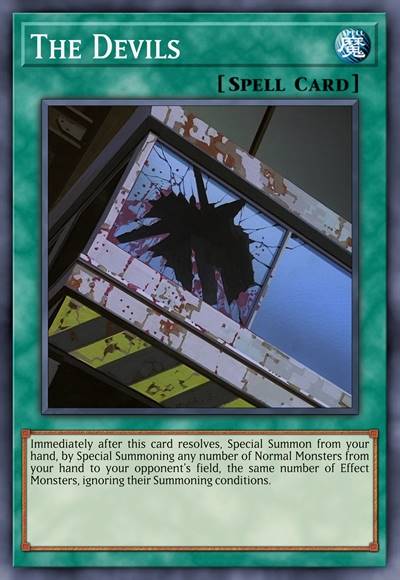 The Devils
魔
[Spell Card]
Immediately after this card resolves, Special Summon from your
hand, by Special Summoning any number of Normal Monsters from
your hand to your opponent's field, the same number of Effect
Monsters, ignoring their Summoning conditions.